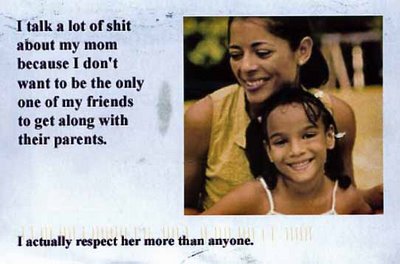 I talk a lot of shit
about my mom
because I don't
want to be the only
one of my friends
to get along with
their parents.
I actually respect her more than anyone.